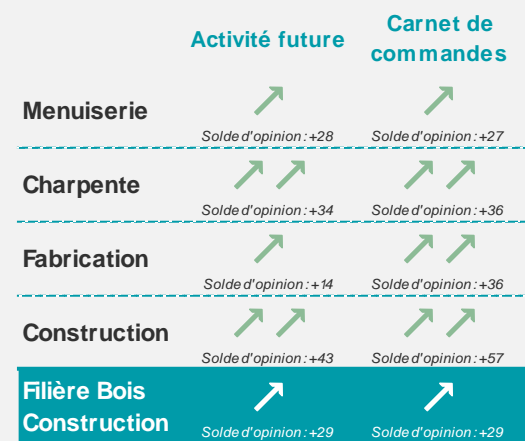 Activité future
Carnet de
commandes
Menuiserie
Solde d'opinion : +28
Solde d'opinion : +27
Charpente
Solde d'opinion : +34
Solde d'opinion : +36
Fabrication
Solde d'opinion : +14
Solde d'opinion : +36
Construction
Solde d'opinion : +43
Solde d'opinion : +57
Filière Bois
Construction
Solde d'opinion : +29
Solde d'opinion : +29